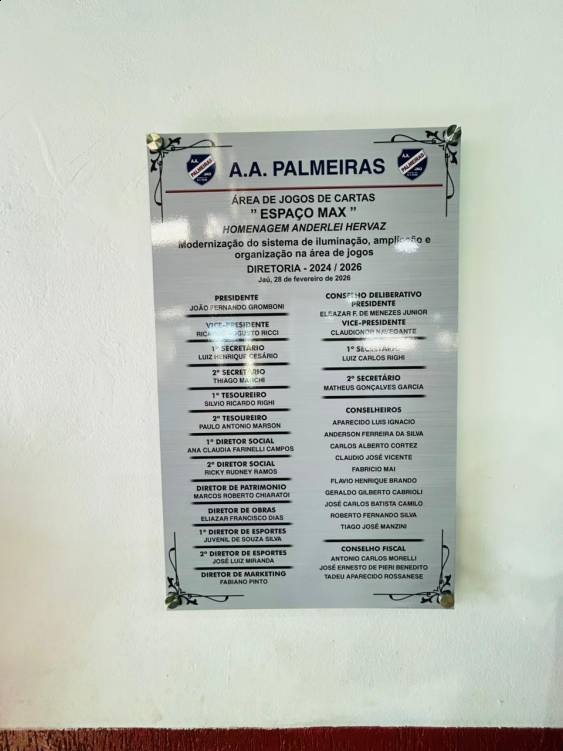 A.A. PALMEIRAS
ÁREA DE JOGOS DE CARTAS
" ESPAÇO MAX "
HOMENAGEM ANDERLEI HERVAZ
Modernização do sistema de iluminação, ampliação e
organização na área de jogos
DIRETORIA - 2024 / 2026
Jaú, 28 de fevereiro de 2026
PRESIDENTE
JOÃO FERNANDO GROMBONI
VICE-PRESIDENTE
AUGUSTO RICCI
1º SECRETÁRIO
LUIZ HENRIQUE CESÁRIO
2º SECRETÁRIO
THIAGO MARCHI
1º TESOUREIRO
SILVIO RICARDO RIGHI
2º TESOUREIRO
PAULO ANTONIO MARSON
1º DIRETOR SOCIAL
ANA CLAUDIA FARINELLI CAMPOS
2º DIRETOR SOCIAL
RICKY RUDNEY RAMOS
DIRETOR DE PATRIMONIO
MARCOS ROBERTO CHIARATOI
DIRETOR DE OBRAS
ELIAZAR FRANCISCO DIAS
1º DIRETOR DE ESPORTES
JUVENIL DE SOUZA SILVA
2º DIRETOR DE ESPORTES
JOSÉ LUIZ MIRANDA
DIRETOR DE MARKETING
FABIANO PINTO
CONSELHO DELIBERATIVO
PRESIDENTE
ELEAZAR F. DE MENEZES JUNIOR
VICE-PRESIDENTE
CLAUDIONOR NAVEGANTE
1º SECRETÁRIO
LUIZ CARLOS RIGHI
2º SECRETÁRIO
MATHEUS GONÇALVES GARCIA
CONSELHEIROS
APARECIDO LUIS IGNACIO
ANDERSON FERREIRA DA SILVA
CARLOS ALBERTO CORTEZ
CLAUDIO JOSÉ VICENTE
FABRICIO MAI
FLAVIO HENRIQUE BRANDO
GERALDO GILBERTO CABRIOLI
JOSÉ CARLOS BATISTA CAMILO
ROBERTO FERNANDO SILVA
TIAGO JOSÉ MANZINI
CONSELHO FISCAL
ANTONIO CARLOS MORELLI
JOSÉ ERNESTO DE PIERI BENEDITO
TADEU APARECIDO ROSSANESE